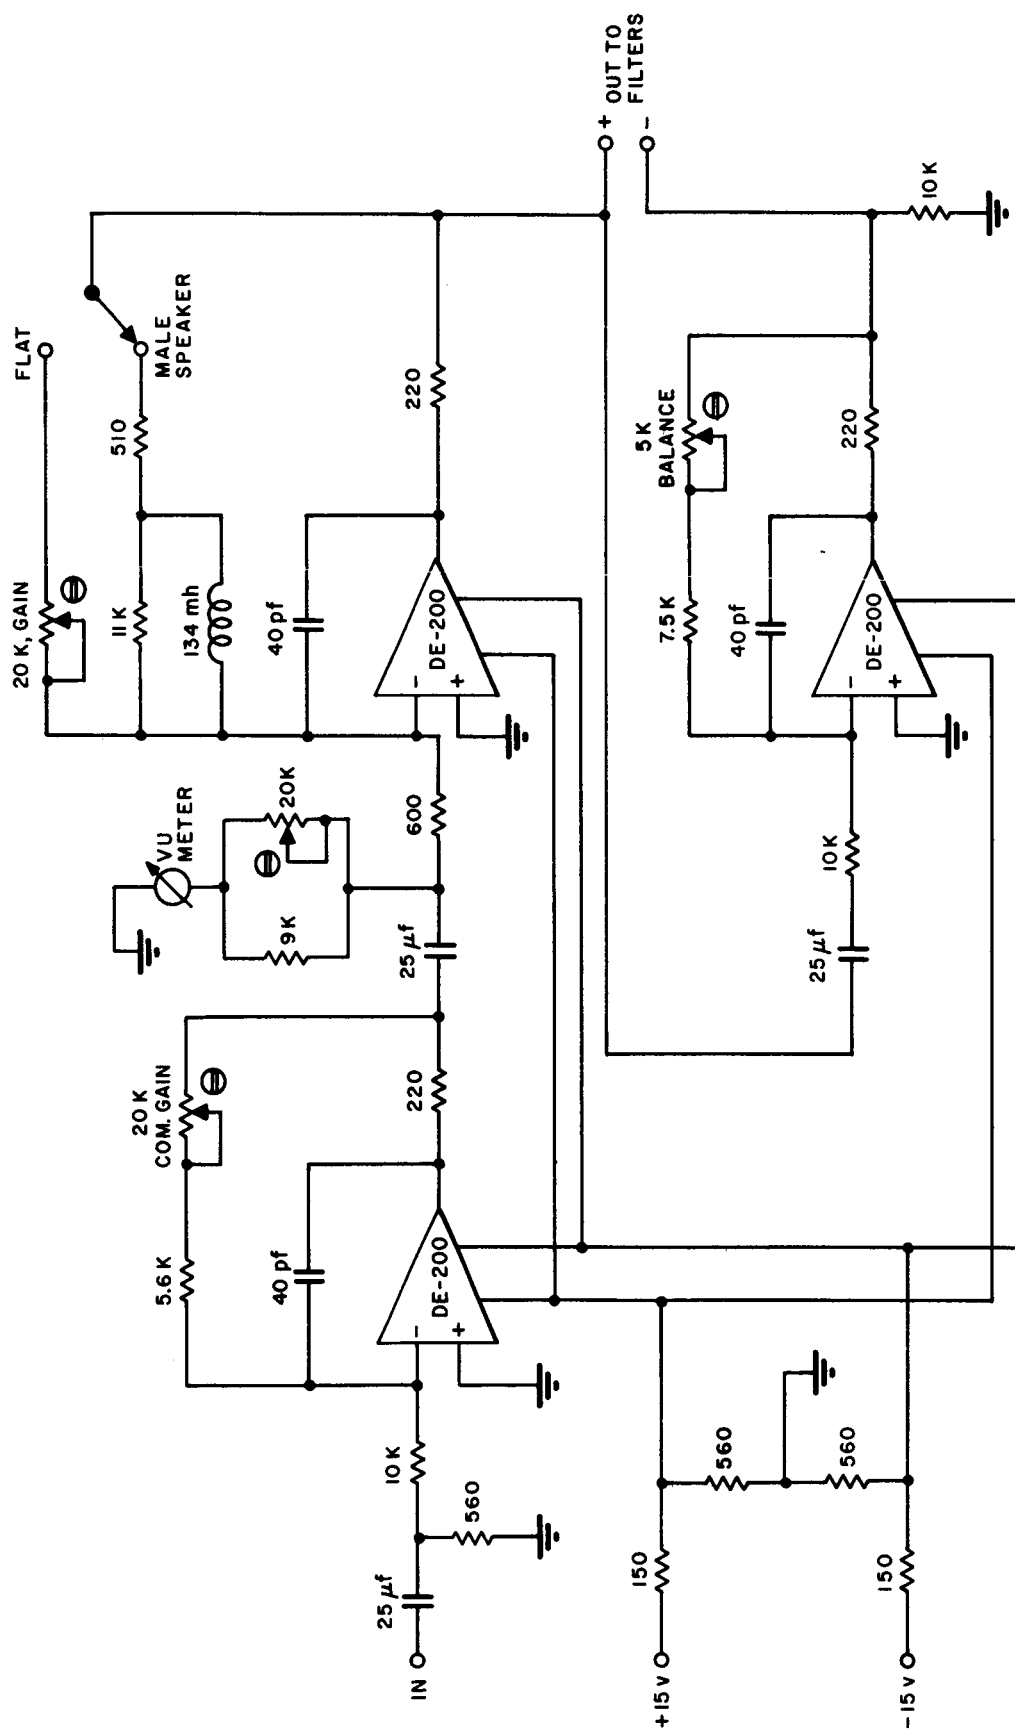 FLAT
20 K, GAIN
MALE
SPEAKER
510
11 K
134 mh
40 pf
220
DE-200
-
+
VU
METER
20K
9K
600
25 µf
20 K
COM. GAIN
5.6 K
40 pf
220
DE-200
-
+
10K
560
25 µf
IN
+
OUT TO
FILTERS
-
10 K
5 K
BALANCE
7.5K
40 pf
220
DE-200
-
+
10 K
25 µf
560
560
150
150
+15 V
-15 V